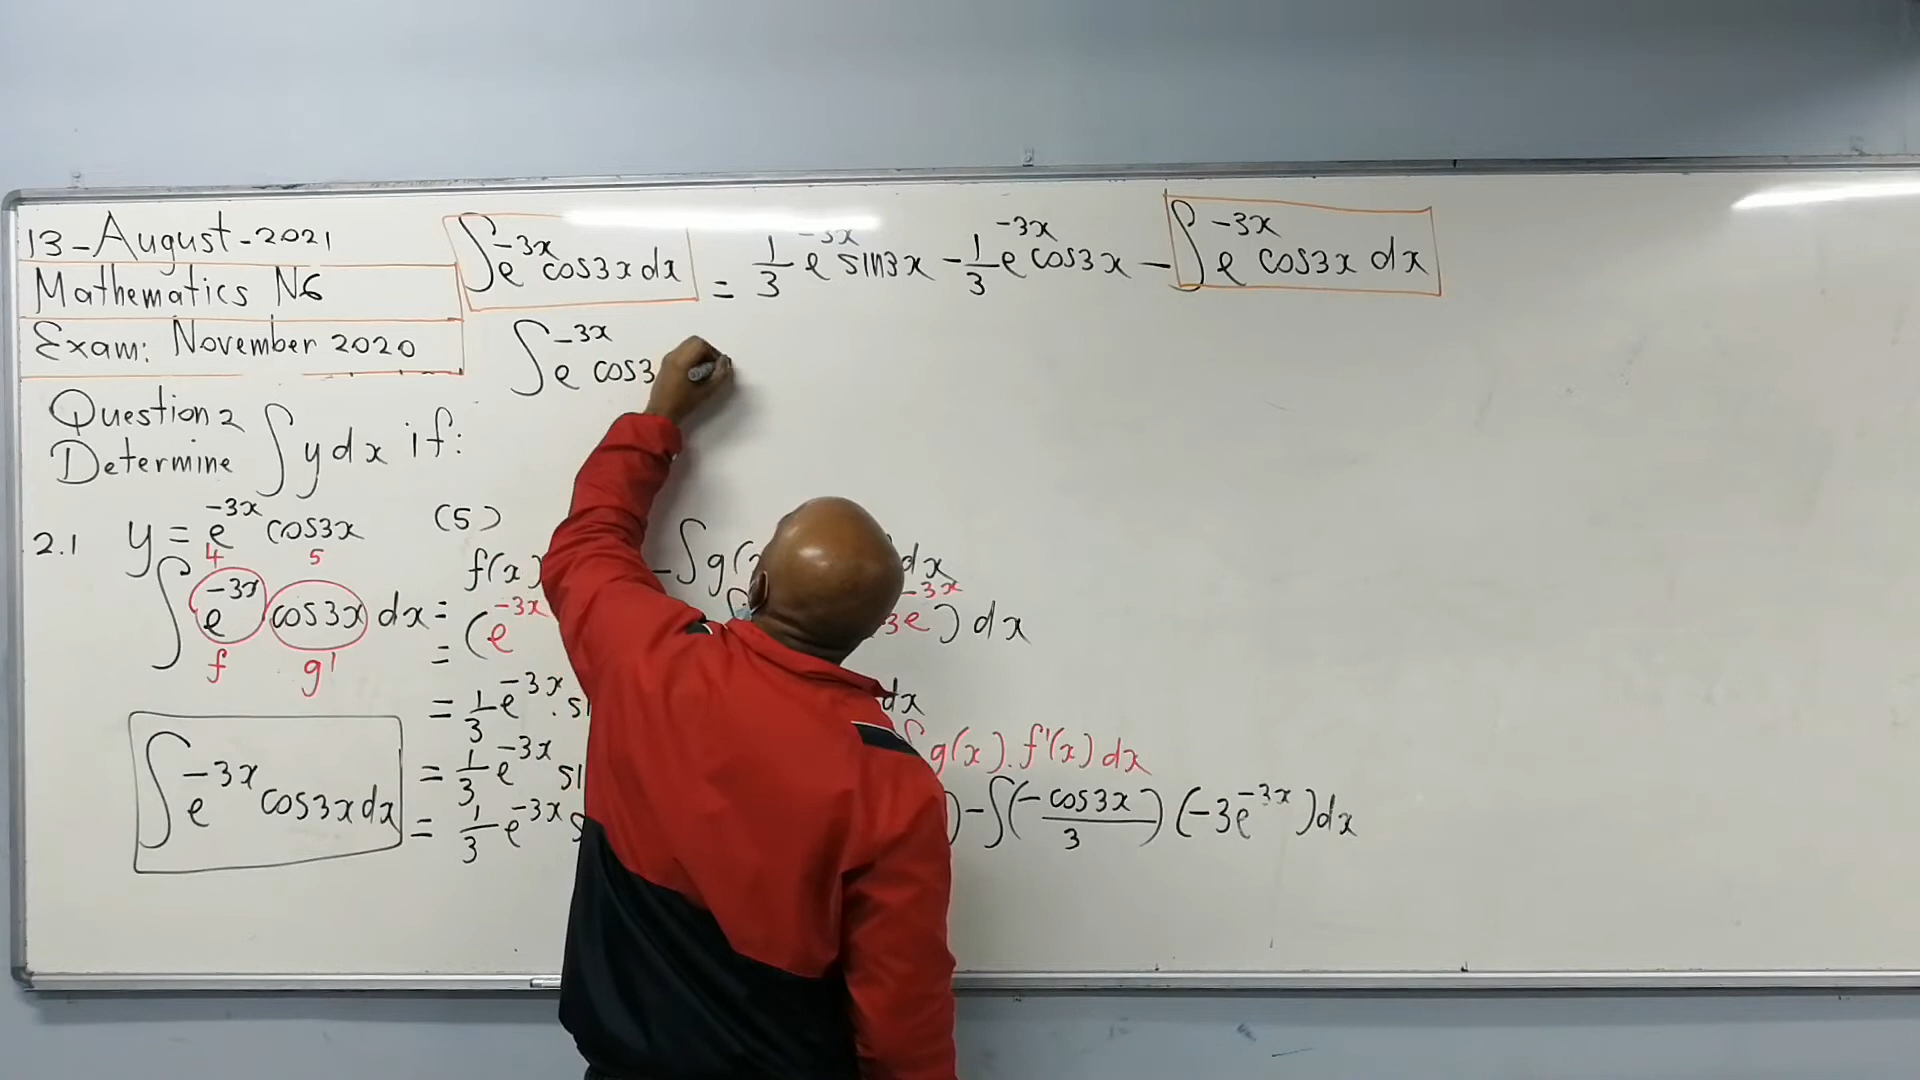 13-August-2021
Mathematics N6
Exam: November 2020
∫e^-3x cos3x dx = 1/3 e^-3x sin3x - 1/3 e^-3x cos3x - ∫e^-3x cos3x dx
∫e^-3x cos3
Question 2
Determine ∫y dx if:
2.1 y = e^-3x cos3x (5)
4 5
∫e^-3x cos3x dx = f(x) -∫g( dx
f g'
= (e^-3x 3e^-3x) dx
= 1/3 e^-3x . si dx
∫g(x).f'(x) dx
∫e^-3x cos3x dx = 1/3 e^-3x si
= 1/3 e^-3x s ) - ∫(-cos3x/3)(-3e^-3x) dx